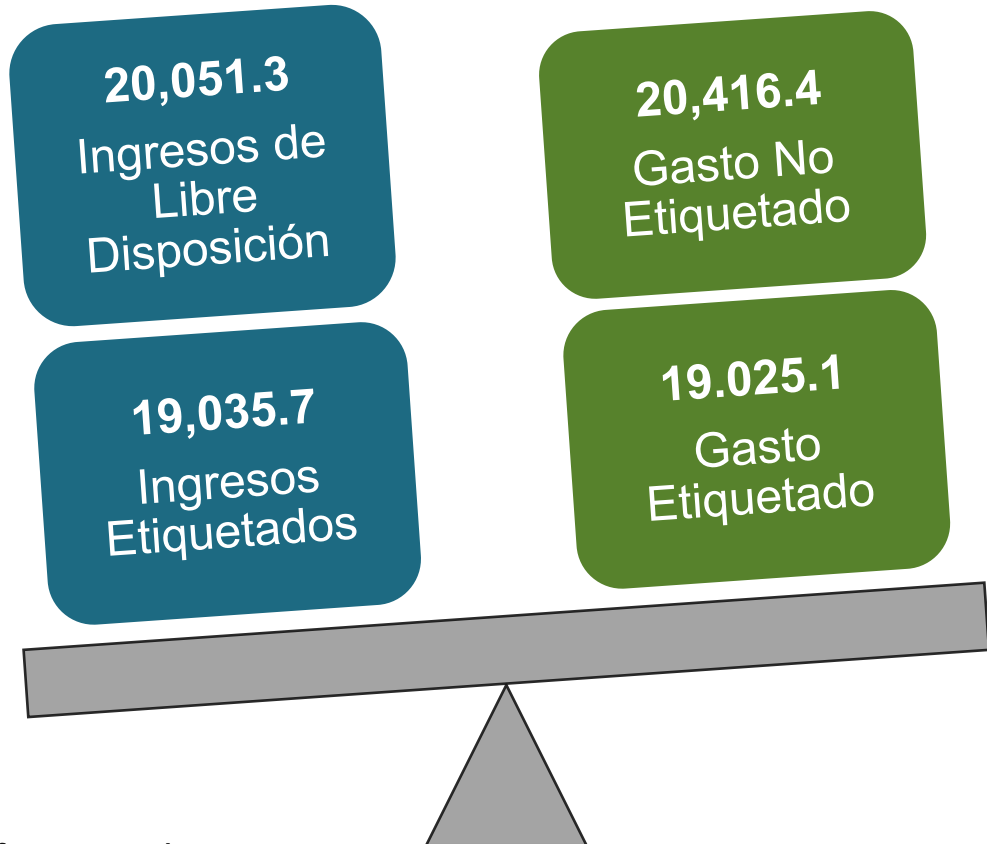 20,051.3
Ingresos de
Libre
Disposición
19,035.7
Ingresos
Etiquetados
20,416.4
Gasto No
Etiquetado
19.025.1
Gasto
Etiquetado